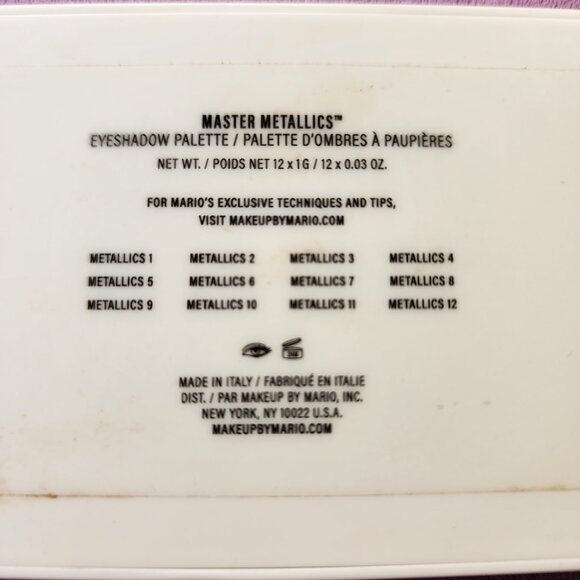 MASTER METALLICS™
EYESHADOW PALETTE / PALETTE D'OMBRES À PAUPIÈRES
NET WT. / POIDS NET 12 x 1 G / 12 x 0.03 OZ.
FOR MARIO'S EXCLUSIVE TECHNIQUES AND TIPS,
VISIT MAKEUPBYMARIO.COM
METALLICS 1 METALLICS 2 METALLICS 3 METALLICS 4
METALLICS 5 METALLICS 6 METALLICS 7 METALLICS 8
METALLICS 9 METALLICS 10 METALLICS 11 METALLICS 12
MADE IN ITALY / FABRIQUÉ EN ITALIE
DIST. / PAR MAKEUP BY MARIO, INC.
NEW YORK, NY 10022 U.S.A.
MAKEUPBYMARIO.COM